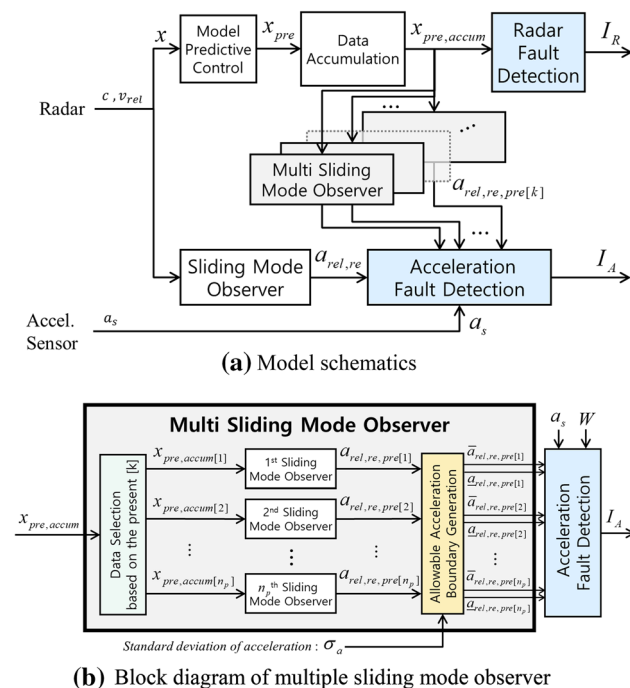 x
x_pre
x_pre,accum
I_R
Model
Predictive
Control
Data
Accumulation
Radar
Fault
Detection
Radar
c , v_rel
...
...
Multi Sliding
Mode Observer
a_rel,re,pre[k]
...
Sliding Mode
Observer
a_rel,re
Acceleration
Fault Detection
I_A
Accel.
Sensor
a_s
a_s
(a) Model schematics
Multi Sliding Mode Observer
a_s W
x_pre,accum
Data Selection
based on the present [k]
x_pre,accum[1]
1st Sliding
Mode Observer
a_rel,re,pre[1]
x_pre,accum[2]
2nd Sliding
Mode Observer
a_rel,re,pre[2]
⋮
⋮
⋮
x_pre,accum[n_p]
n_p th Sliding
Mode Observer
a_rel,re,pre[n_p]
Allowable Acceleration
Boundary Generation
a̅_rel,re,pre[1]
a̲_rel,re,pre[1]
a̅_rel,re,pre[2]
a̲_rel,re,pre[2]
⋮
a̅_rel,re,pre[n_p]
a̲_rel,re,pre[n_p]
Acceleration
Fault Detection
I_A
Standard deviation of acceleration : σ_a
(b) Block diagram of multiple sliding mode observer